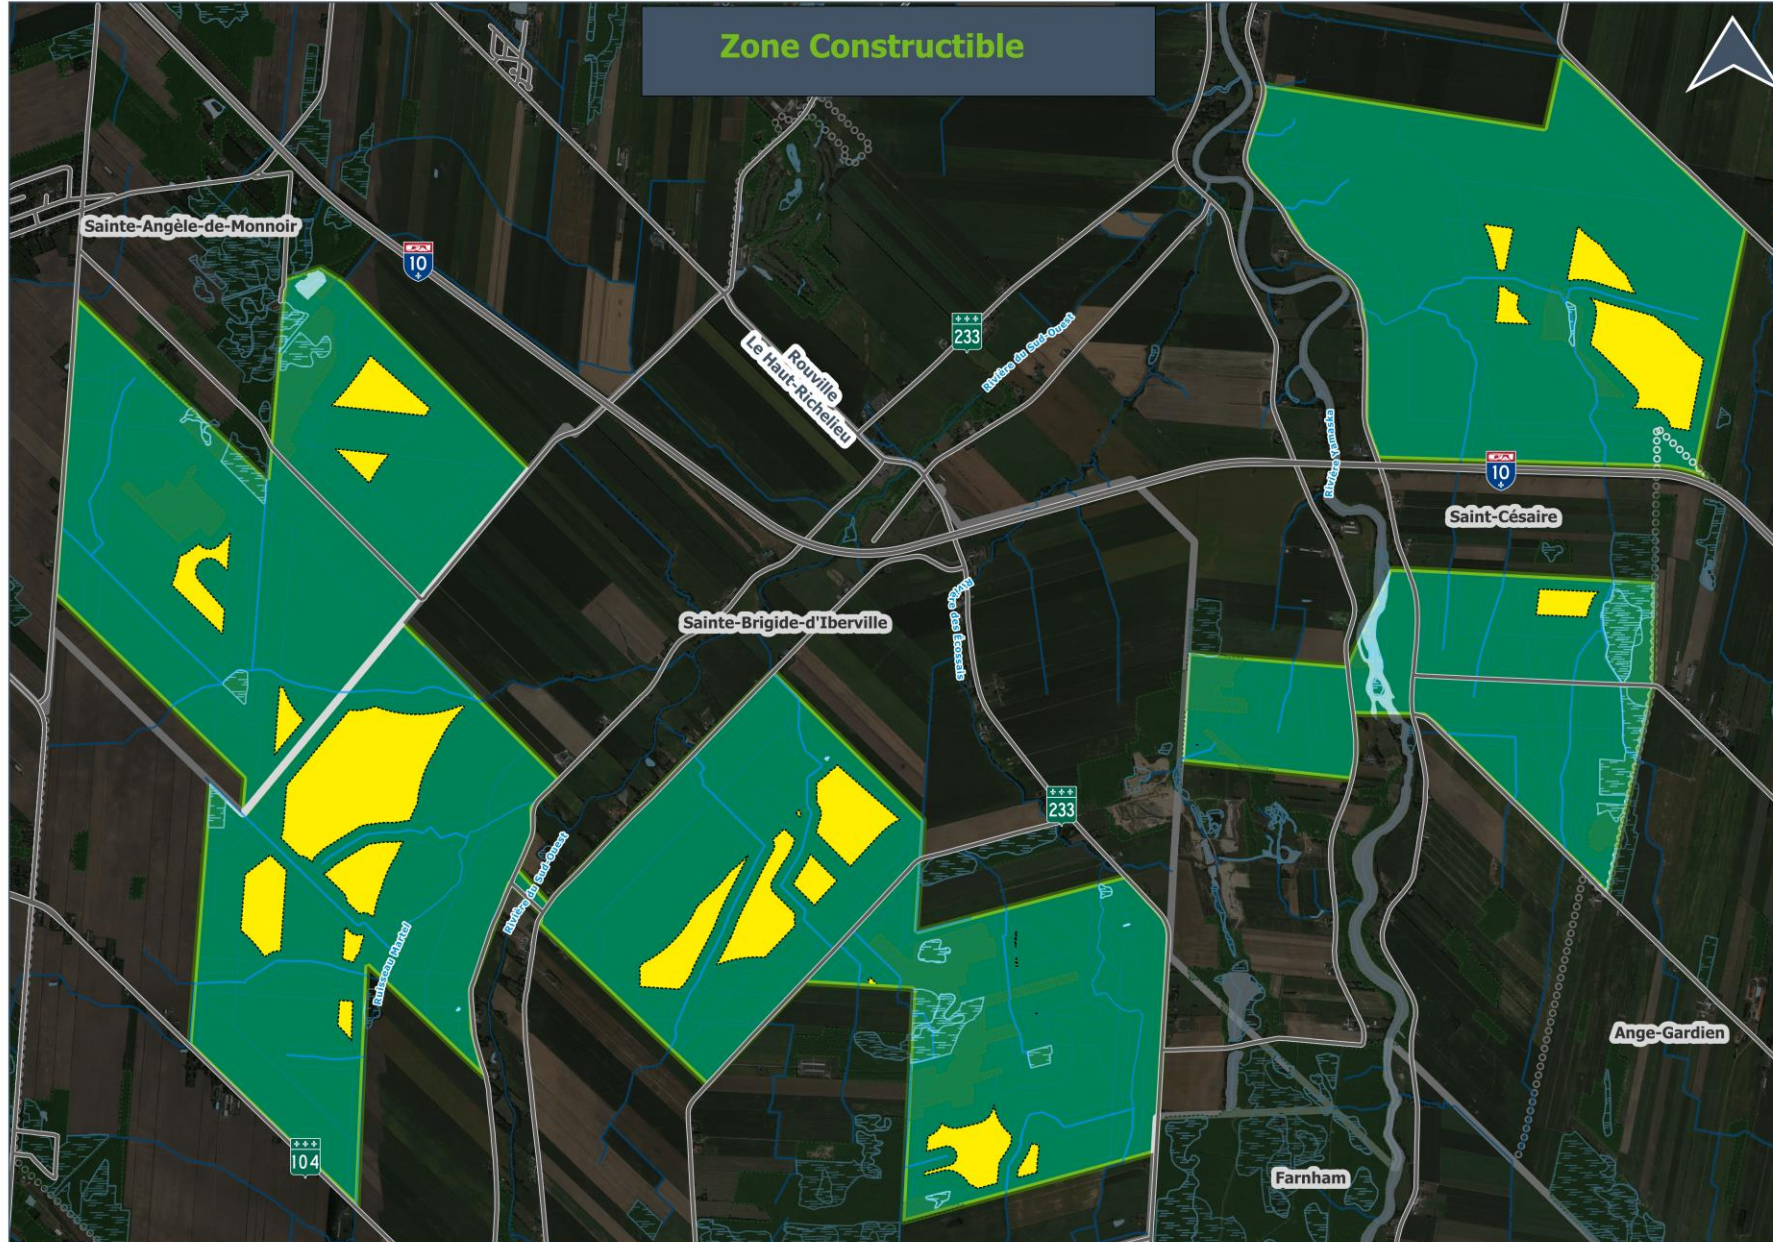 Zone Constructible
Sainte-Angèle-de-Monnoir
10
233
Rivière du Sud-Ouest
Rouville
Le Haut-Richelieu
Rivière Yamaska
10
Saint-Césaire
Sainte-Brigide-d'Iberville
Rivière des Écossais
233
Rivière du Sud-Ouest
Ruisseau Martel
Ange-Gardien
104
Farnham